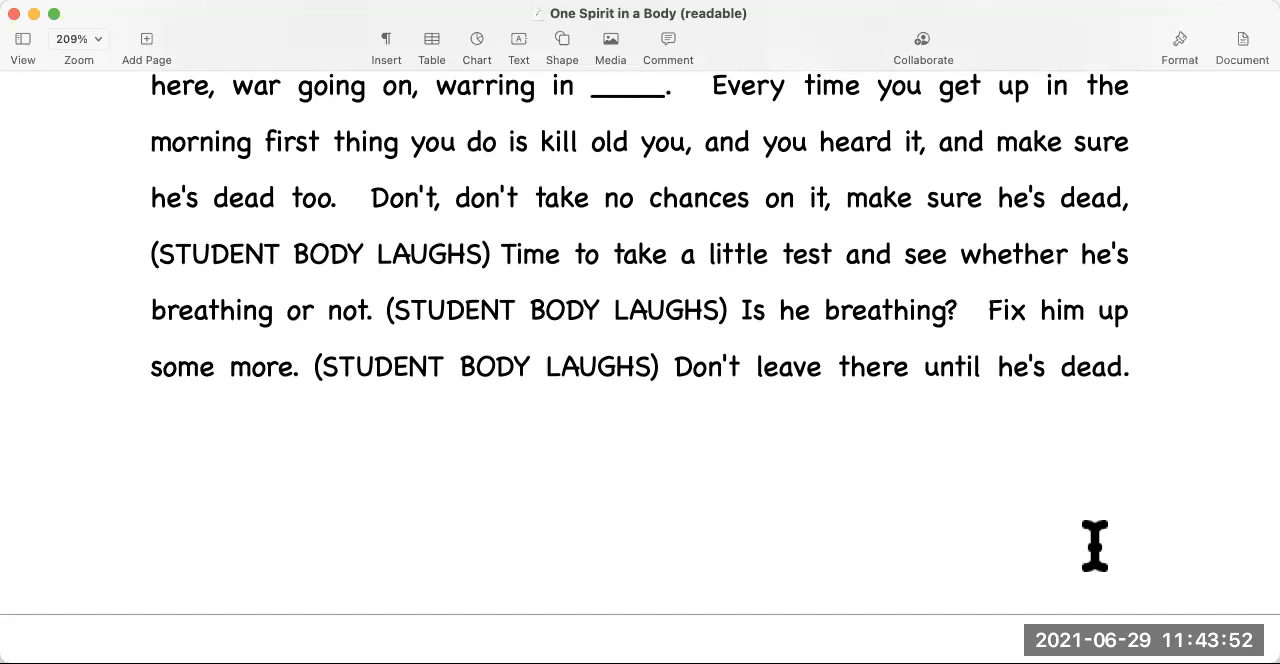 One Spirit in a Body (readable)
209%
View Zoom Add Page Insert Table Chart Text Shape Media Comment Collaborate Format Document
here, war going on, warring in _____. Every time you get up in the
morning first thing you do is kill old you, and you heard it, and make sure
he's dead too. Don't, don't take no chances on it, make sure he's dead,
(STUDENT BODY LAUGHS) Time to take a little test and see whether he's
breathing or not. (STUDENT BODY LAUGHS) Is he breathing? Fix him up
some more. (STUDENT BODY LAUGHS) Don't leave there until he's dead.
2021-06-29 11:43:52